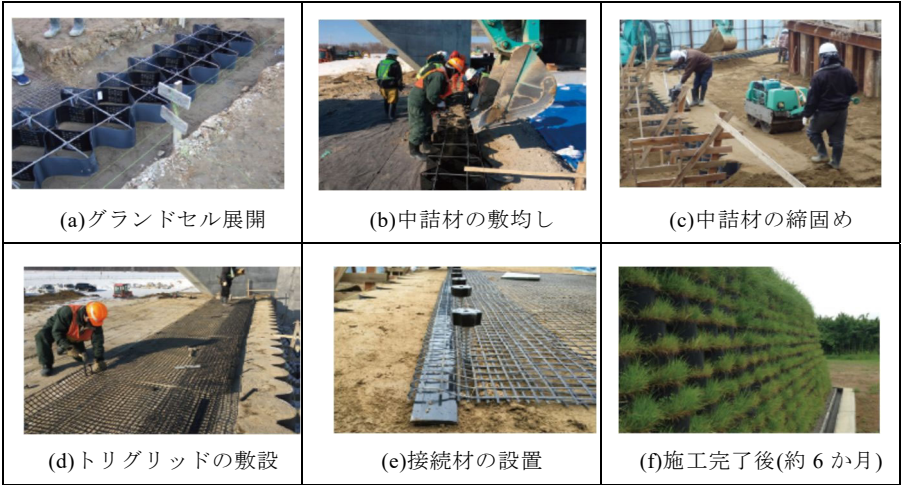 (a)グランドセル展開
(b)中詰材の敷均し
(c)中詰材の締固め
(d)トリグリッドの敷設
(e)接続材の設置
(f)施工完了後(約 6 か月)